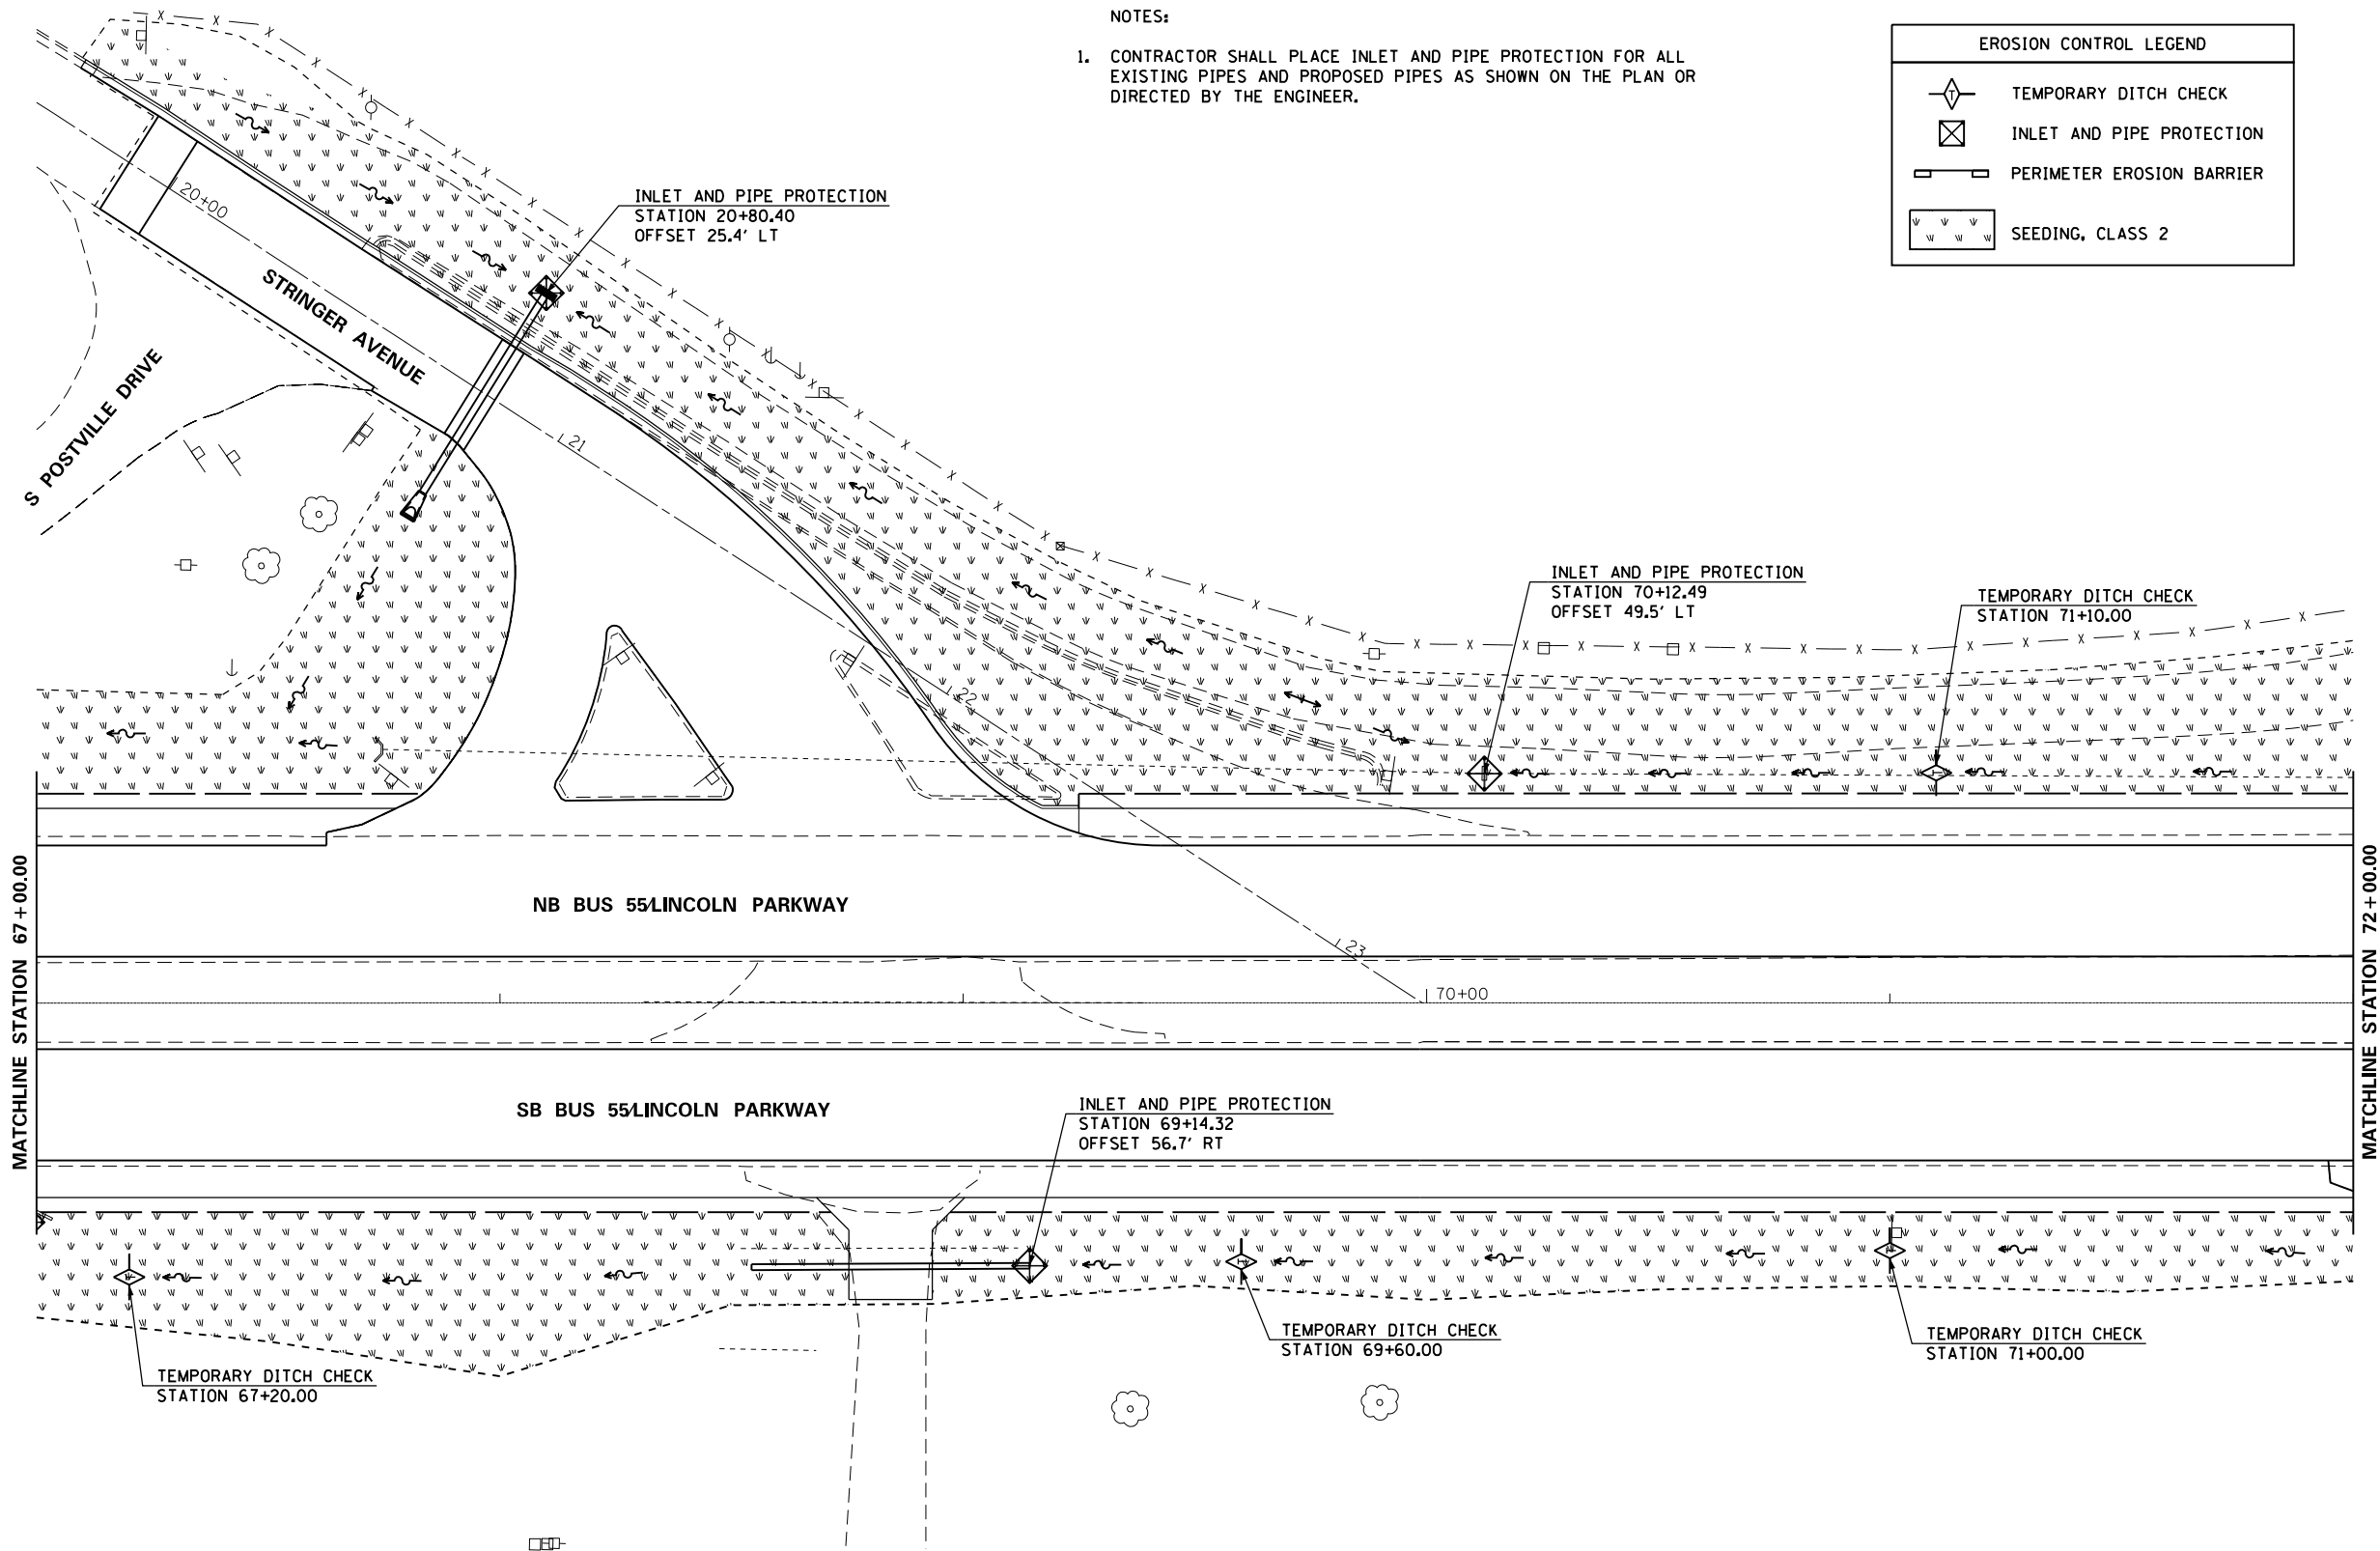 NOTES:
1. CONTRACTOR SHALL PLACE INLET AND PIPE PROTECTION FOR ALL
EXISTING PIPES AND PROPOSED PIPES AS SHOWN ON THE PLAN OR
DIRECTED BY THE ENGINEER.
EROSION CONTROL LEGEND
T
TEMPORARY DITCH CHECK
INLET AND PIPE PROTECTION
PERIMETER EROSION BARRIER
SEEDING, CLASS 2
20+00
INLET AND PIPE PROTECTION
STATION 20+80.40
OFFSET 25.4' LT
STRINGER AVENUE
S POSTVILLE DRIVE
21
22
23
INLET AND PIPE PROTECTION
STATION 70+12.49
OFFSET 49.5' LT
TEMPORARY DITCH CHECK
STATION 71+10.00
MATCHLINE STATION 67+00.00
NB BUS 55/LINCOLN PARKWAY
70+00
MATCHLINE STATION 72+00.00
SB BUS 55/LINCOLN PARKWAY
INLET AND PIPE PROTECTION
STATION 69+14.32
OFFSET 56.7' RT
TEMPORARY DITCH CHECK
STATION 67+20.00
TEMPORARY DITCH CHECK
STATION 69+60.00
TEMPORARY DITCH CHECK
STATION 71+00.00